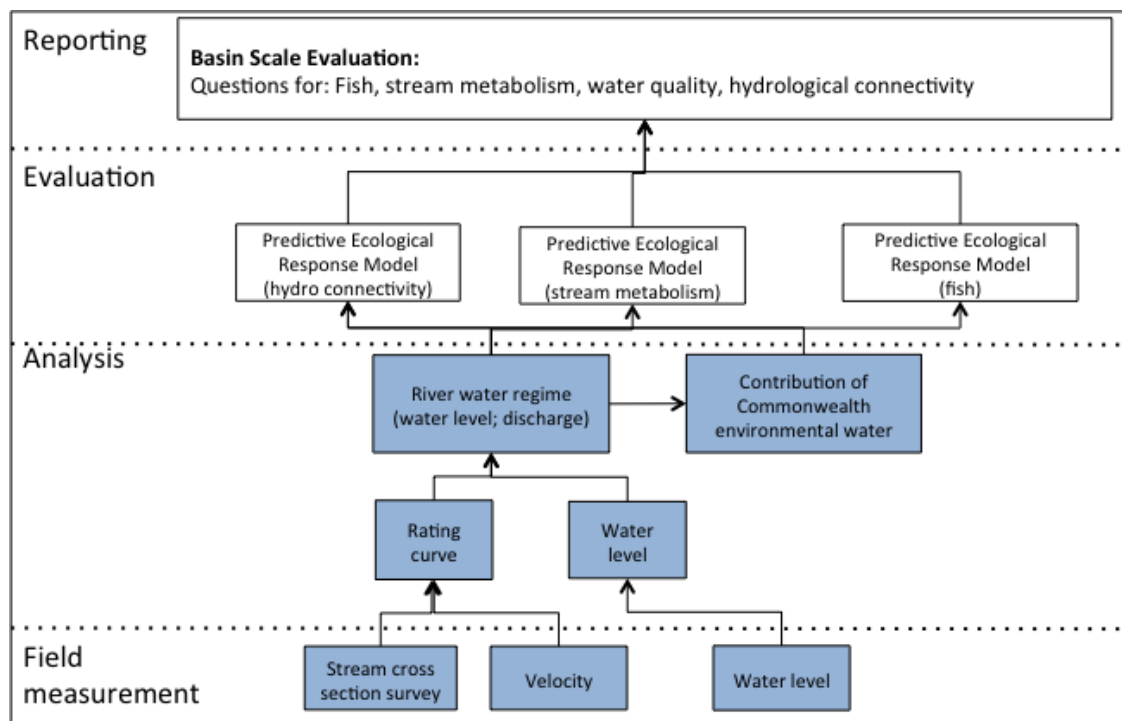 Reporting
Basin Scale Evaluation:
Questions for: Fish, stream metabolism, water quality, hydrological connectivity
Evaluation
Predictive Ecological
Response Model
(hydro connectivity)
Predictive Ecological
Response Model
(stream metabolism)
Predictive Ecological
Response Model
(fish)
Analysis
River water regime
(water level; discharge)
Contribution of
Commonwealth
environmental water
Rating
curve
Water
level
Field
measurement
Stream cross
section survey
Velocity
Water level